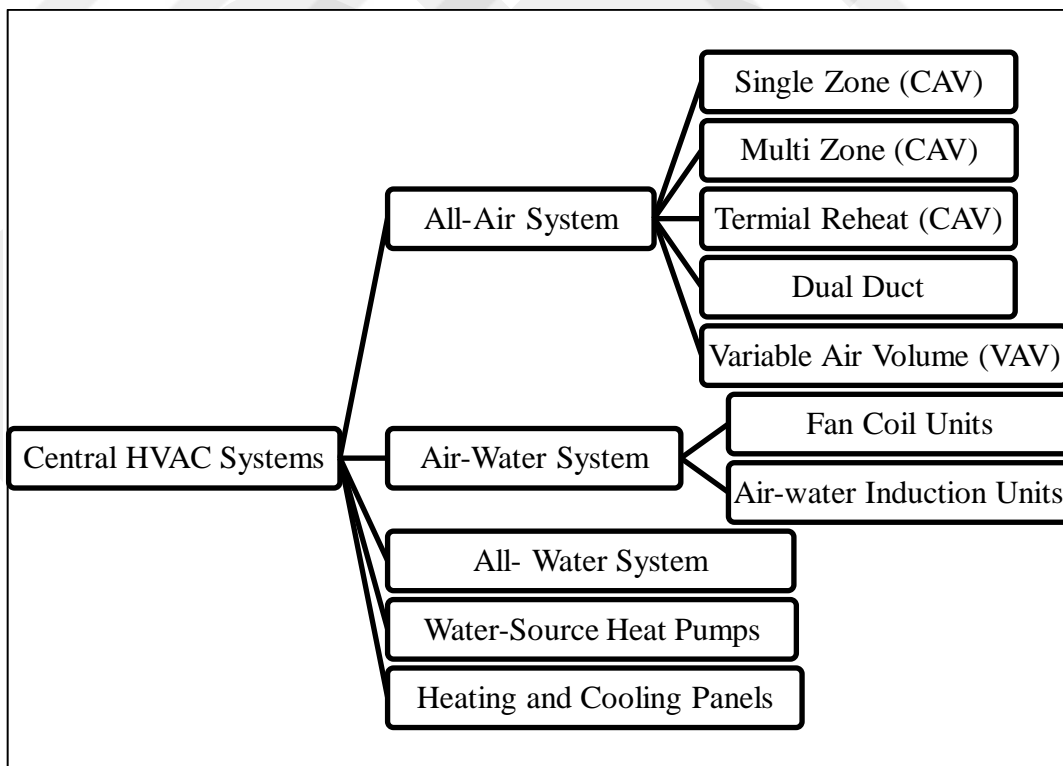 Single Zone (CAV)
Multi Zone (CAV)
All-Air System
Termial Reheat (CAV)
Dual Duct
Variable Air Volume (VAV)
Fan Coil Units
Central HVAC Systems
Air-Water System
Air-water Induction Units
All- Water System
Water-Source Heat Pumps
Heating and Cooling Panels